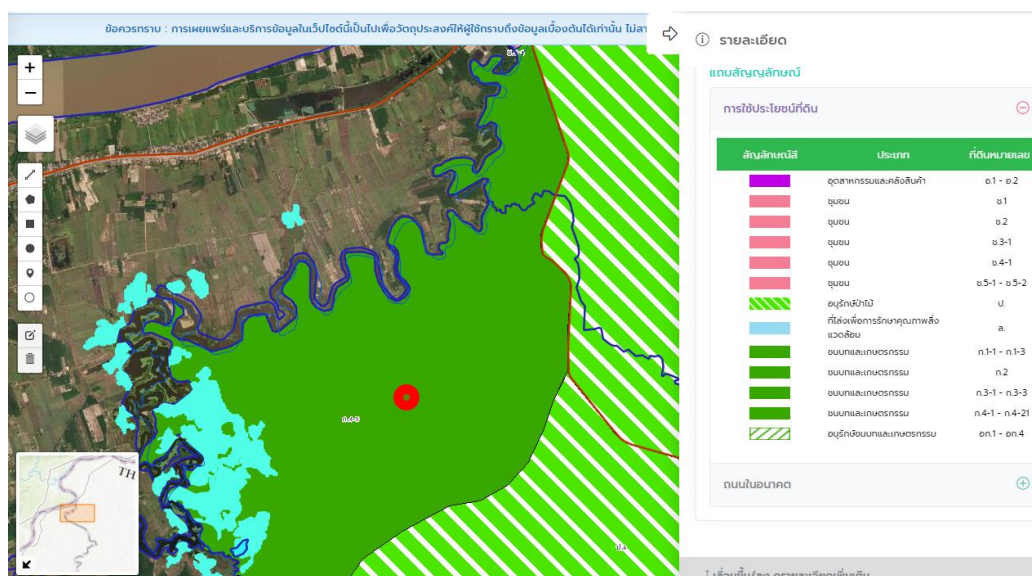 ข้อควรทราบ : การเผยแพร่และบริการข้อมูลในเว็บไซต์นี้เป็นไปเพื่อวัตถุประสงค์ให้ผู้ใช้ทราบถึงข้อมูลเบื้องต้นได้เท่านั้น ไม่สา
รายละเอียด
แถบสัญญลักษณ์
การใช้ประโยชน์ที่ดิน
สัญลักษณ์สี ประเภท ที่ดินหมายเลข
อุตสาหกรรมและคลังสินค้า อ.1 - อ.2
ชุมชน ช.1
ชุมชน ช.2
ชุมชน ช.3-1
ชุมชน ช.4-1
ชุมชน ช.5-1 - ช.5-2
อนุรักษ์ป่าไม้ ป.
ที่โล่งเพื่อการรักษาคุณภาพสิ่ง
แวดล้อม ล.
ชนบทและเกษตรกรรม ก.1-1 - ก.1-3
ชนบทและเกษตรกรรม ก.2
ชนบทและเกษตรกรรม ก.3-1 - ก.3-3
ชนบทและเกษตรกรรม ก.4-1 - ก.4-21
อนุรักษ์ชนบทและเกษตรกรรม อก.1 - อก.4
ถนนในอนาคต
TH